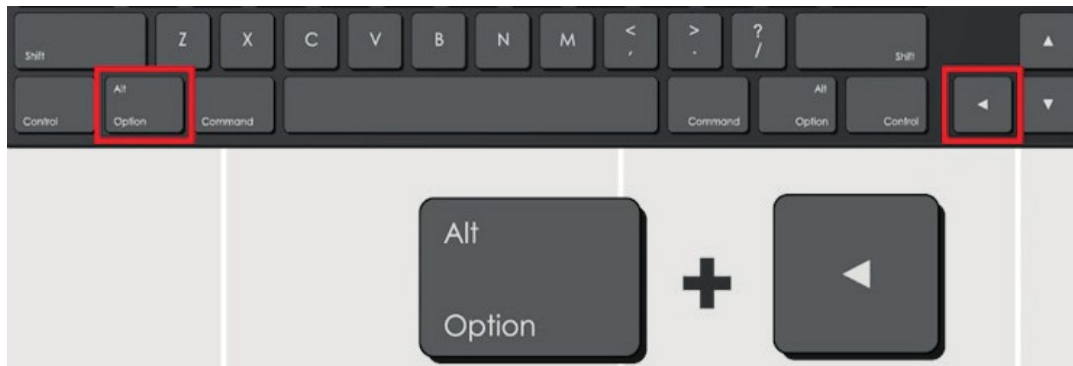 Shift Z X C V B N M < , > . ? / Shift ▲
Control Alt Option Command Command Alt Option Control ◄ ▼
Alt
Option
+
◄